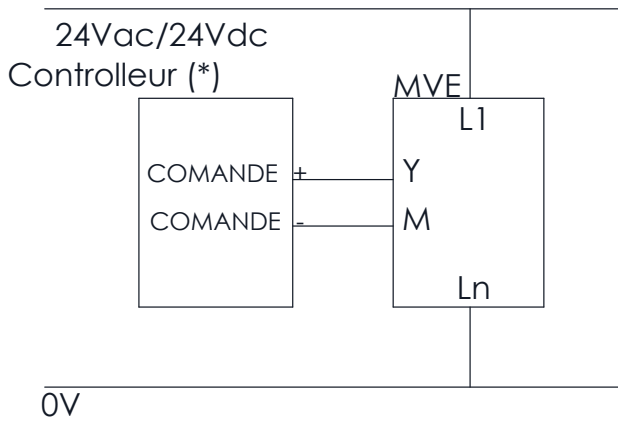 24Vac/24Vdc
Controlleur (*)
MVE
L1
COMANDE +
Y
COMANDE -
M
Ln
0V